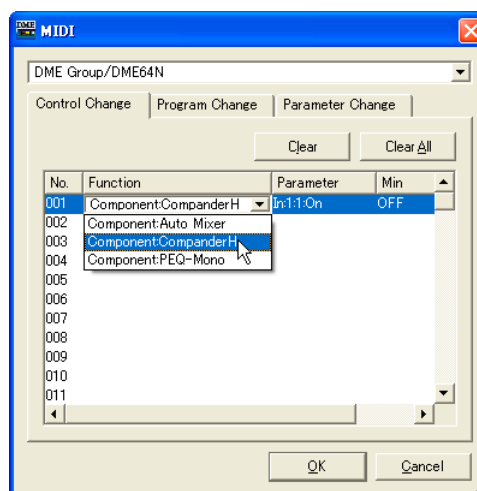 DME MIDI
DME Group/DME64N
Control Change Program Change Parameter Change
Clear Clear All
No. Function Parameter Min
001 Component:CompanderH In:1:1:On OFF
002 Component:Auto Mixer
003 Component:CompanderH
004 Component:PEQ-Mono
005
006
007
008
009
010
011
OK Cancel